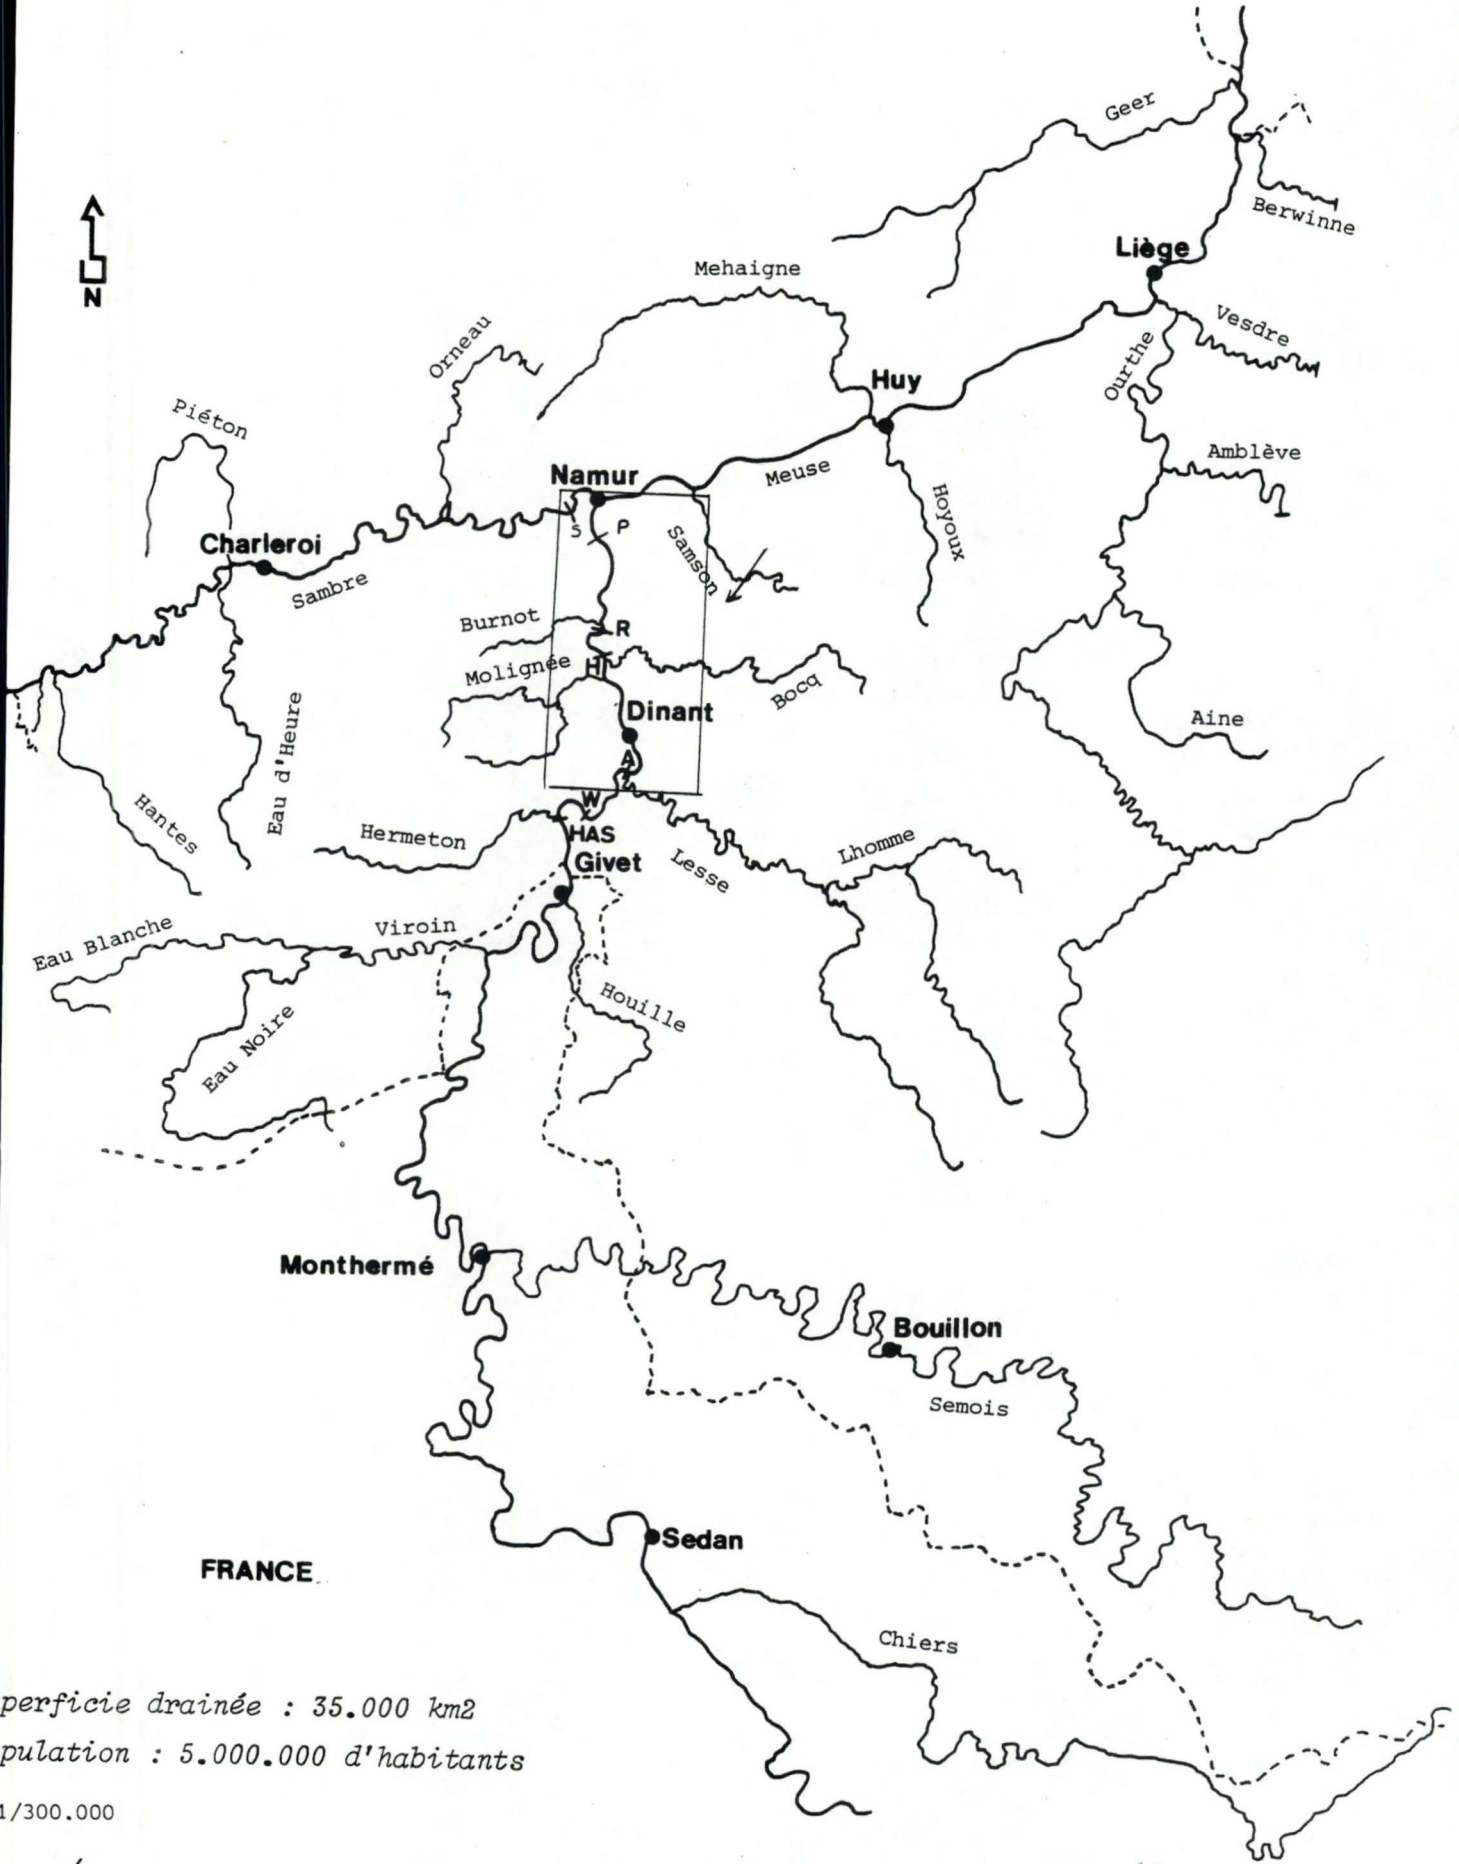 Geer
Berwinne
N
Liège
Mehaigne
Vesdre
Orneau
Ourthe
Huy
Piéton
Amblève
Namur
Meuse
Hoyoux
S
P
Samson
Charleroi
Sambre
Burnot
R
Molignée
H
Bocq
Dinant
Aine
Eau d'Heure
A
W
Hantes
Hermeton
HAS
Givet
Lesse
Lhomme
Eau Blanche
Viroin
Houille
Eau Noire
Monthermé
Bouillon
Semois
Sedan
FRANCE
Chiers
perficie drainée : 35.000 km2
pulation : 5.000.000 d'habitants
1/300.000